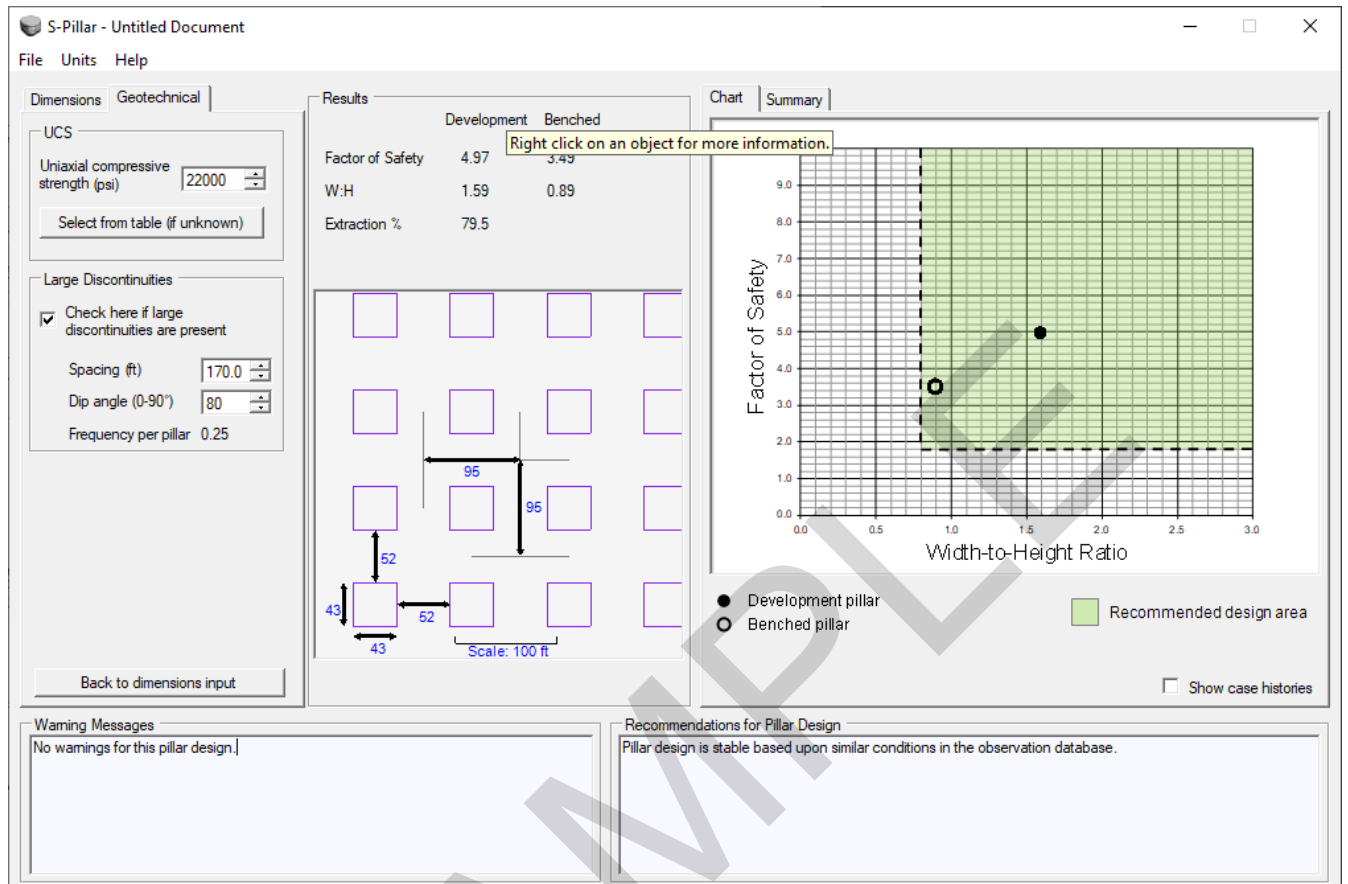 S-Pillar - Untitled Document
File Units Help
Dimensions Geotechnical
UCS
Uniaxial compressive
strength (psi) 22000
Select from table (if unknown)
Large Discontinuities
Check here if large
discontinuities are present
Spacing (ft) 170.0
Dip angle (0-90°) 80
Frequency per pillar 0.25
Back to dimensions input
Results
Development Benched
Right click on an object for more information.
Factor of Safety 4.97 3.49
W:H 1.59 0.89
Extraction % 79.5
95
95
52
43
52
43
Scale: 100 ft
Chart Summary
9.0
8.0
7.0
6.0
5.0
4.0
3.0
2.0
1.0
0.0
Factor of Safety
0.0 0.5 1.0 1.5 2.0 2.5 3.0
Width-to-Height Ratio
Development pillar
Benched pillar
Recommended design area
Show case histories
Warning Messages
No warnings for this pillar design.
Recommendations for Pillar Design
Pillar design is stable based upon similar conditions in the observation database.
MPLE